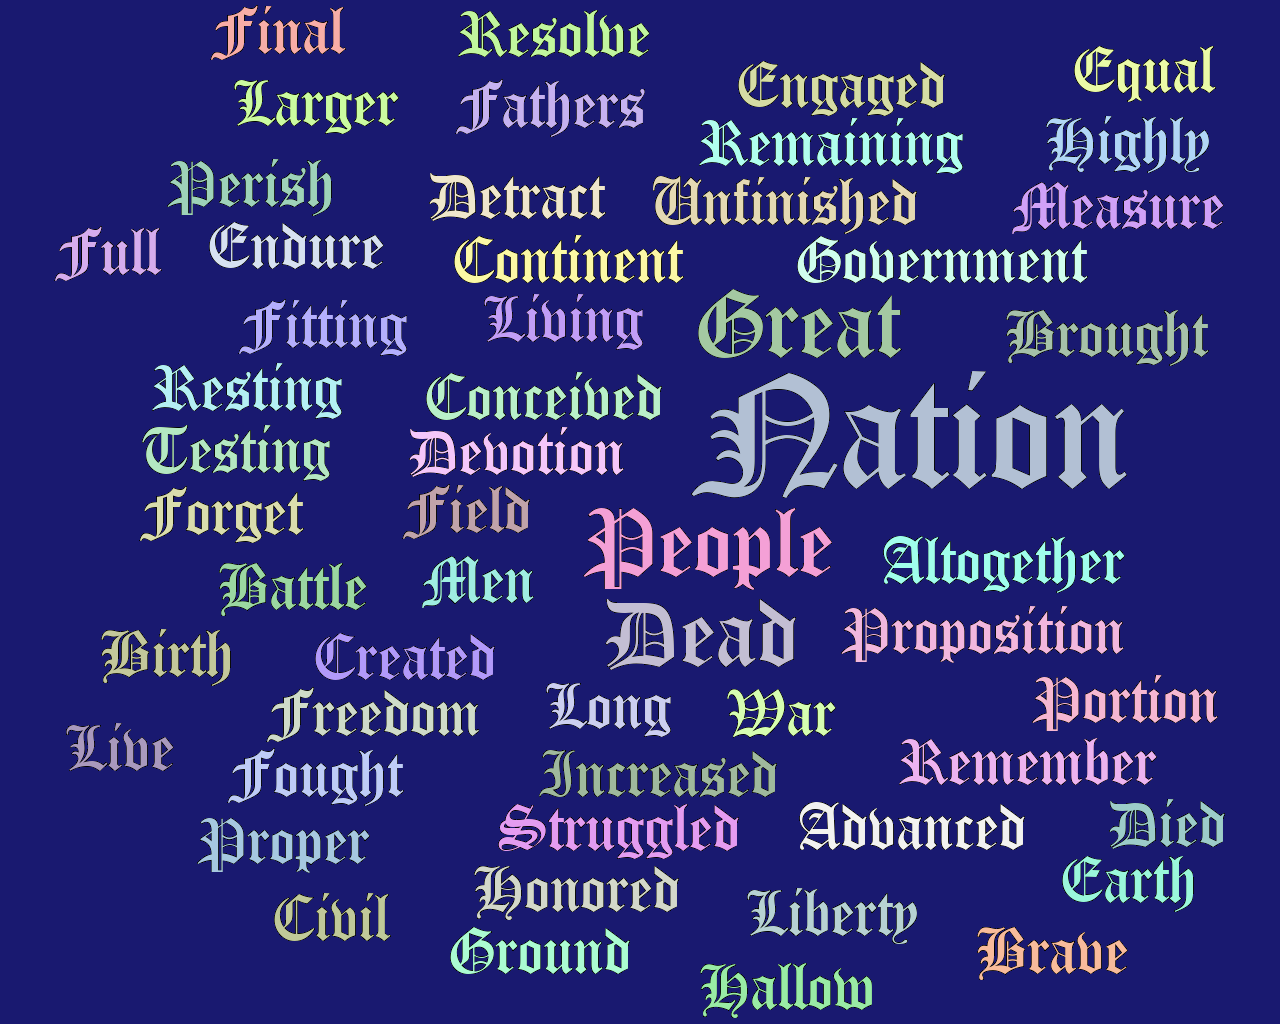 Final
Resolve
Equal
Engaged
Larger
Fathers
Remaining
Highly
Perish
Detract
Unfinished
Measure
Full
Endure
Continent
Government
Fitting
Living
Great
Brought
Resting
Conceived
Nation
Testing
Devotion
Forget
Field
People
Altogether
Battle
Men
Dead
Proposition
Birth
Created
Freedom
Long
War
Portion
Live
Fought
Increased
Remember
Proper
Struggled
Advanced
Died
Earth
Civil
Honored
Liberty
Ground
Brave
Hallow